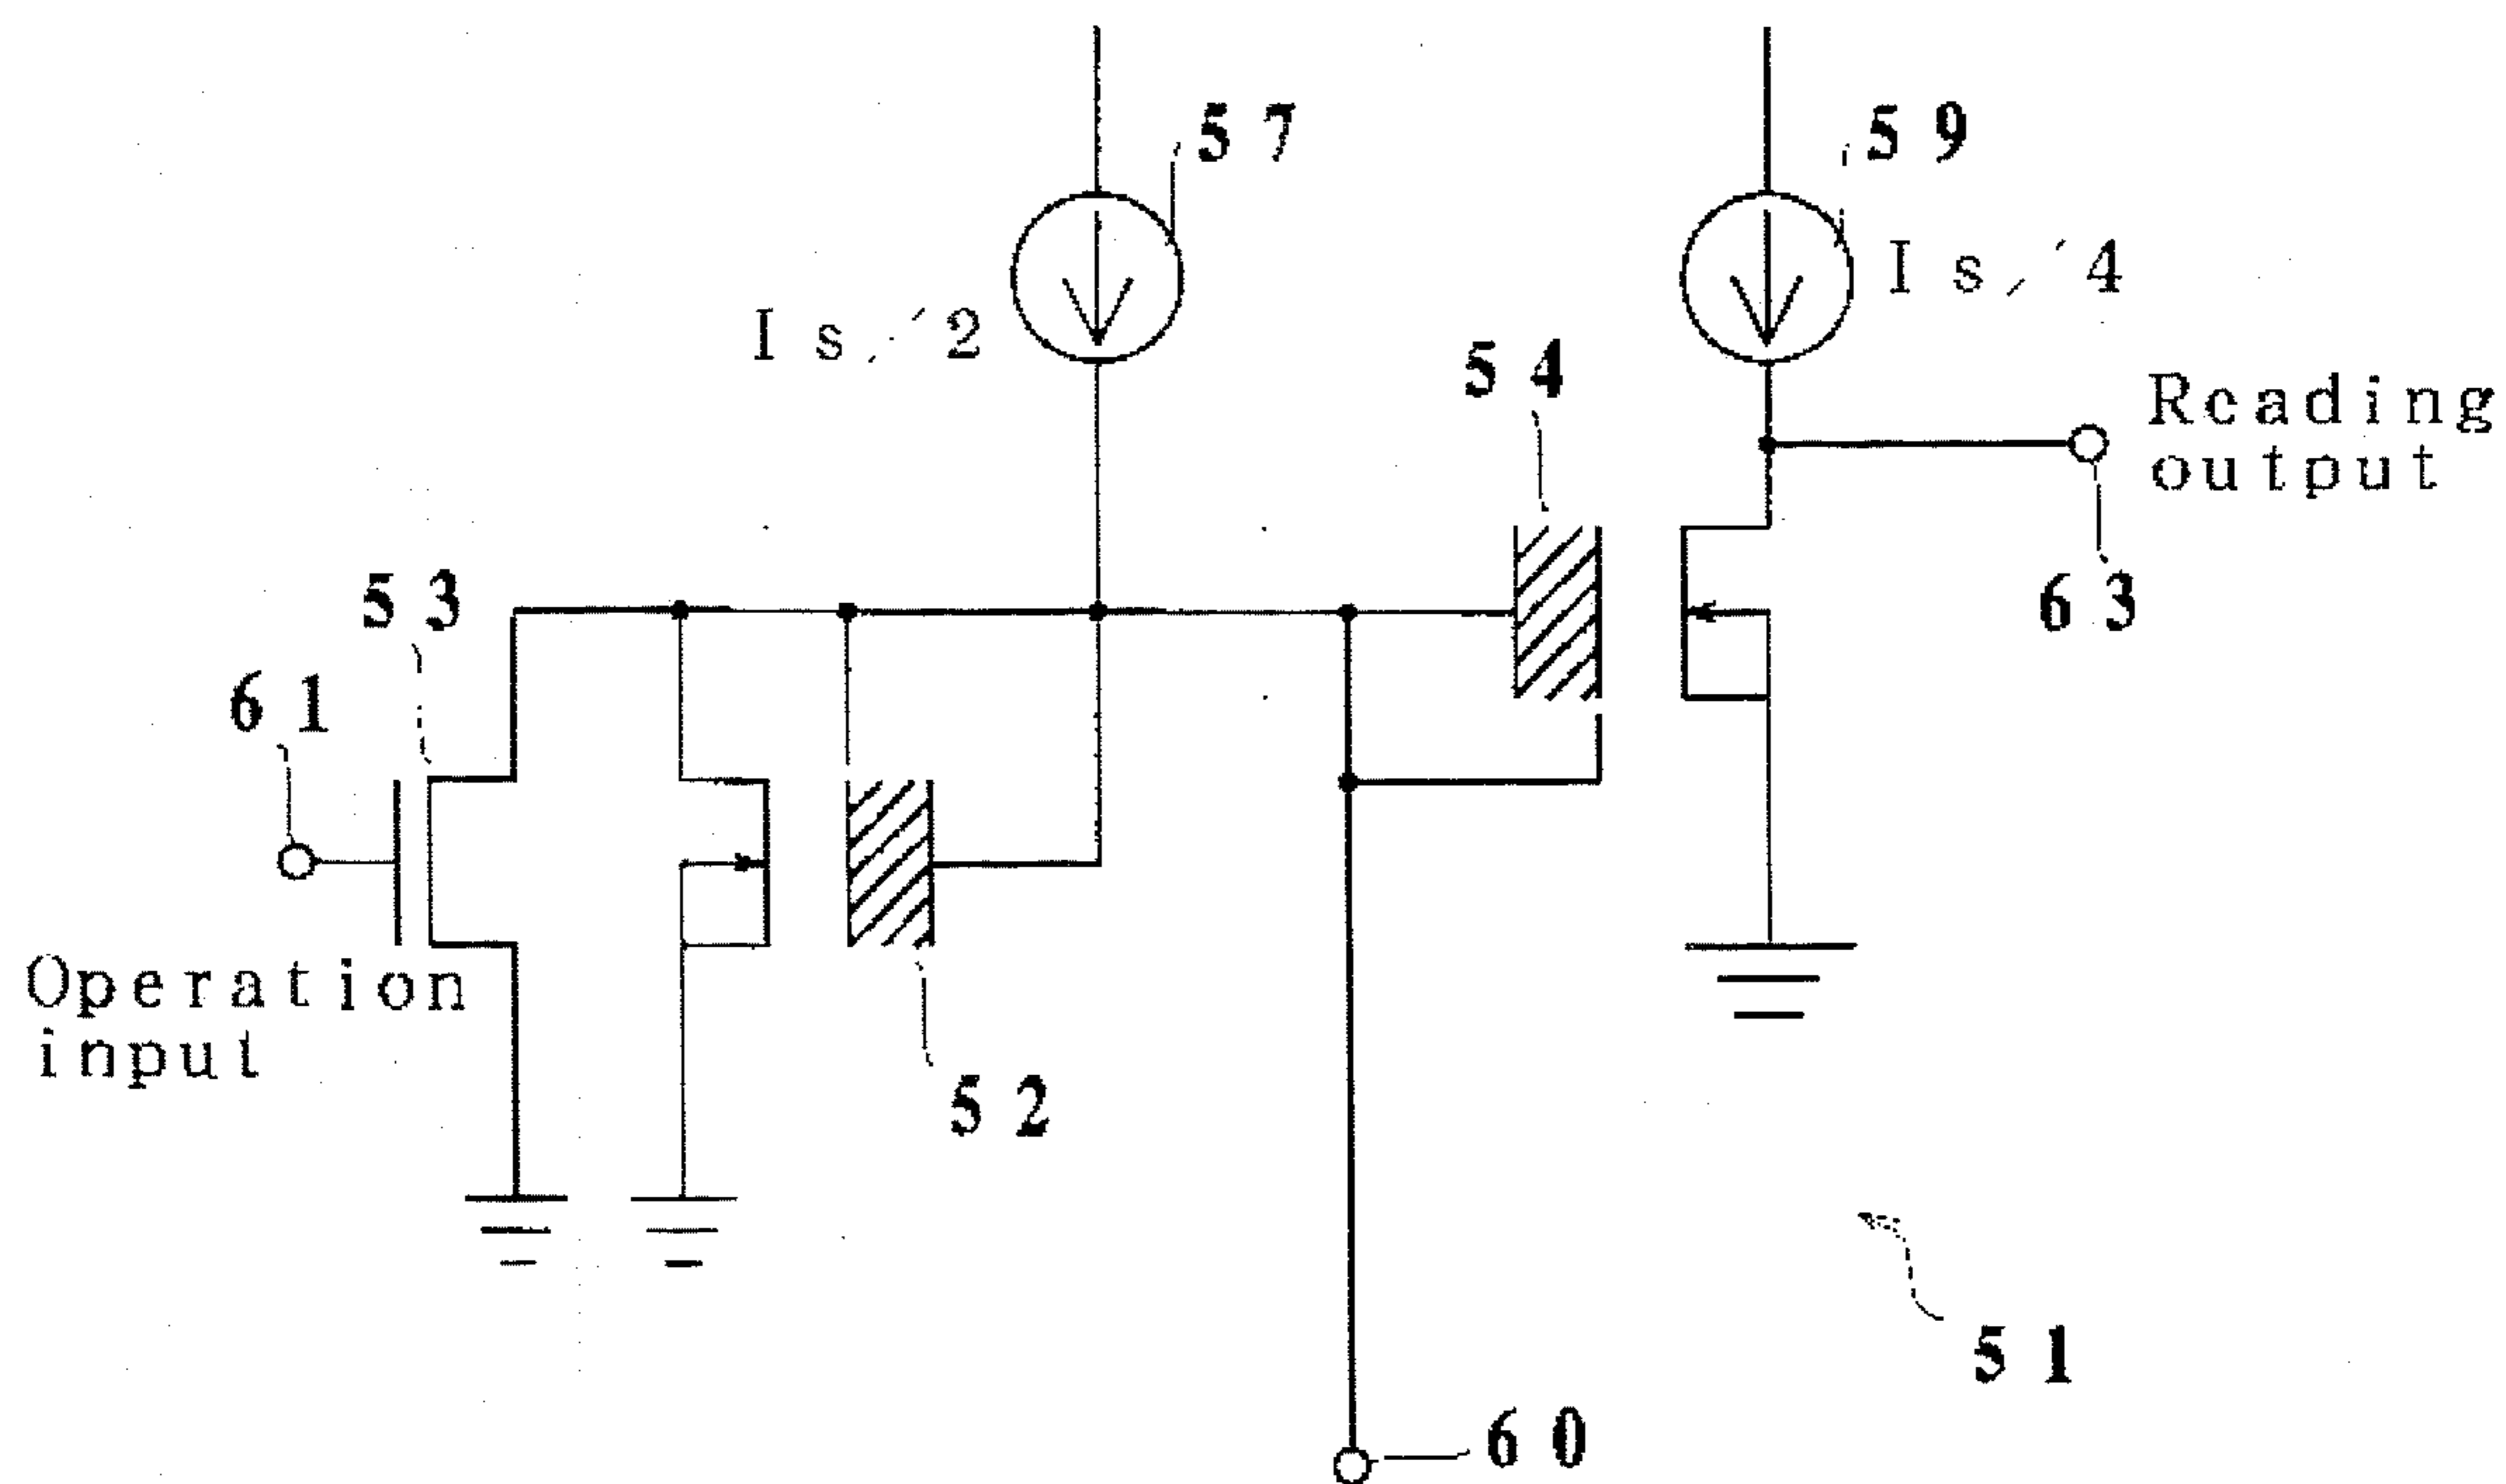 57
59
Is/2
Is/4
54
Reading
output
53
63
61
Operation
input
52
51
60